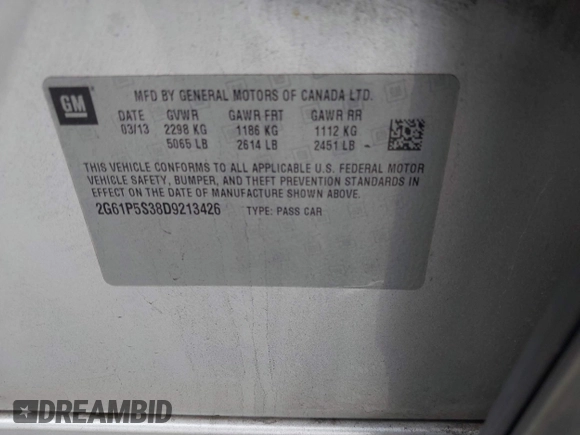 GM
MFD BY GENERAL MOTORS OF CANADA LTD.
DATE GVWR GAWR FRT GAWR RR
03/13 2298 KG 1186 KG 1112 KG
5065 LB 2614 LB 2451 LB -
THIS VEHICLE CONFORMS TO ALL APPLICABLE U.S. FEDERAL MOTOR
VEHICLE SAFETY, BUMPER, AND THEFT PREVENTION STANDARDS IN
EFFECT ON THE DATE OF MANUFACTURE SHOWN ABOVE.
2G61P5S38D9213426 TYPE: PASS CAR
DREAMBID